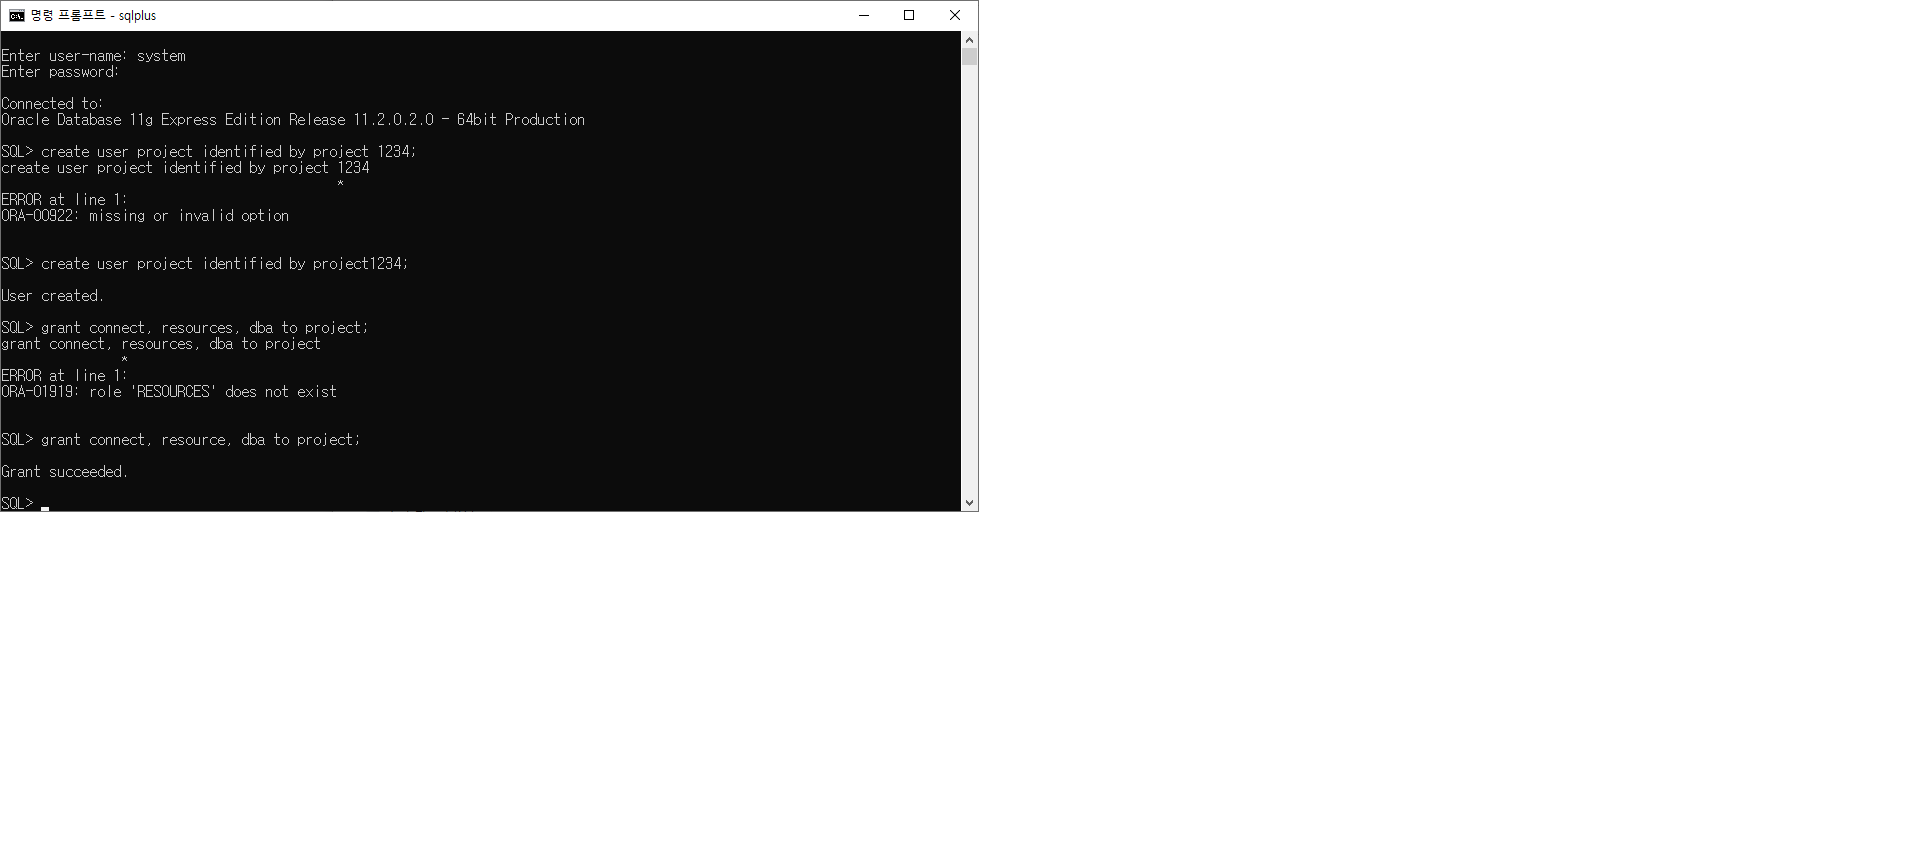 명령 프롬프트 - sqlplus
Enter user-name: system
Enter password:
Connected to:
Oracle Database 11g Express Edition Release 11.2.0.2.0 - 64bit Production
SQL> create user project identified by project 1234;
create user project identified by project 1234
*
ERROR at line 1:
ORA-00922: missing or invalid option
SQL> create user project identified by project1234;
User created.
SQL> grant connect, resources, dba to project;
grant connect, resources, dba to project
*
ERROR at line 1:
ORA-01919: role 'RESOURCES' does not exist
SQL> grant connect, resource, dba to project;
Grant succeeded.
SQL>